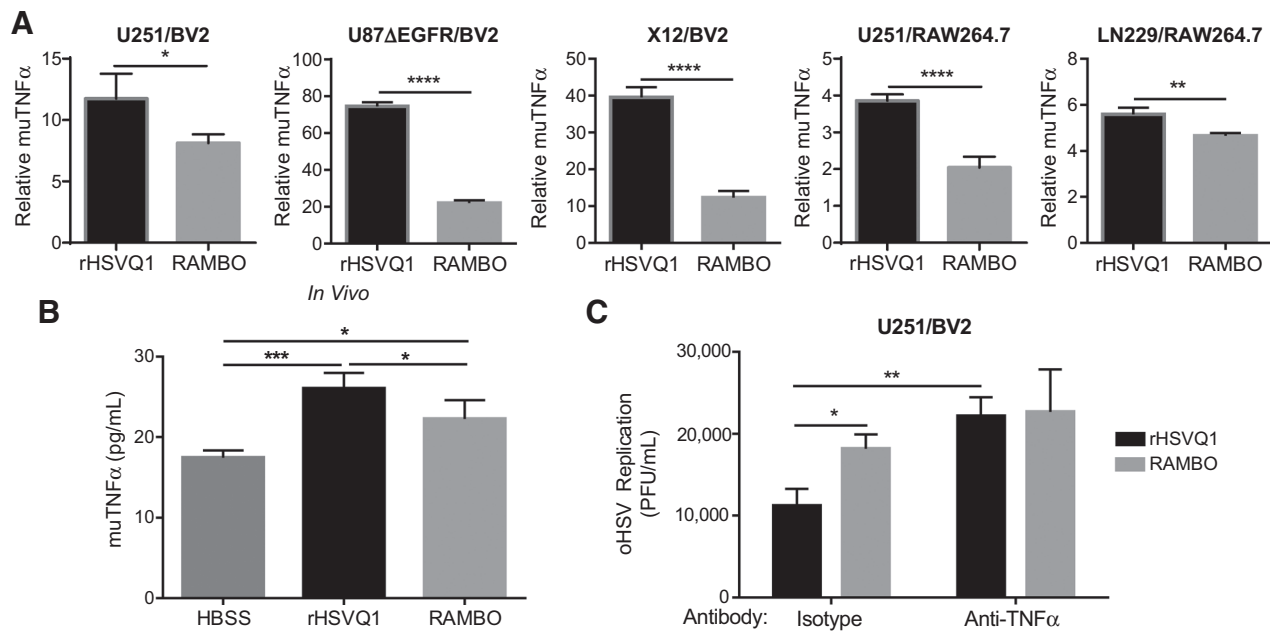 A
U251/BV2
U87ΔEGFR/BV2
X12/BV2
U251/RAW264.7
LN229/RAW264.7
Relative muTNFα
15
10
5
0
*
rHSVQ1 RAMBO
Relative muTNFα
100
80
60
40
20
0
****
rHSVQ1 RAMBO
Relative muTNFα
50
40
30
20
10
0
****
rHSVQ1 RAMBO
Relative muTNFα
5
4
3
2
1
0
****
rHSVQ1 RAMBO
Relative muTNFα
8
6
4
2
0
**
rHSVQ1 RAMBO
B
In Vivo
muTNFα (pg/mL)
30
20
10
0
*
*** *
HBSS rHSVQ1 RAMBO
C
U251/BV2
oHSV Replication
(PFU/mL)
30,000
20,000
10,000
0
**
*
Antibody: Isotype Anti-TNFα
rHSVQ1
RAMBO